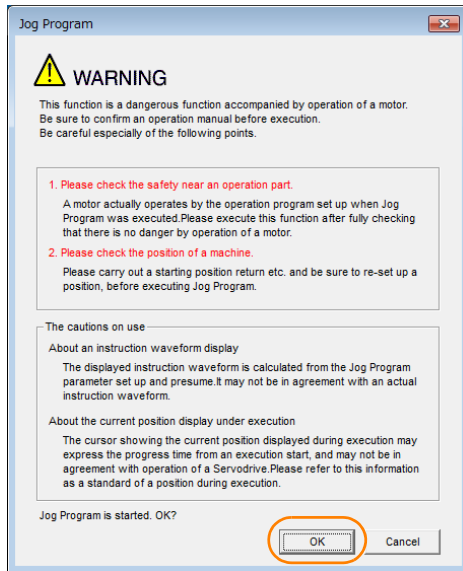 Jog Program
WARNING
This function is a dangerous function accompanied by operation of a motor.
Be sure to confirm an operation manual before execution.
Be careful especially of the following points.
1. Please check the safety near an operation part.
A motor actually operates by the operation program set up when Jog
Program was executed.Please execute this function after fully checking
that there is no danger by operation of a motor.
2. Please check the position of a machine.
Please carry out a starting position return etc. and be sure to re-set up a
position, before executing Jog Program.
The cautions on use
About an instruction waveform display
The displayed instruction waveform is calculated from the Jog Program
parameter set up and presume.It may not be in agreement with an actual
instruction waveform.
About the current position display under execution
The cursor showing the current position displayed during execution may
express the progress time from an execution start, and may not be in
agreement with operation of a Servodrive.Please refer to this information
as a standard of a position during execution.
Jog Program is started. OK?
OK
Cancel